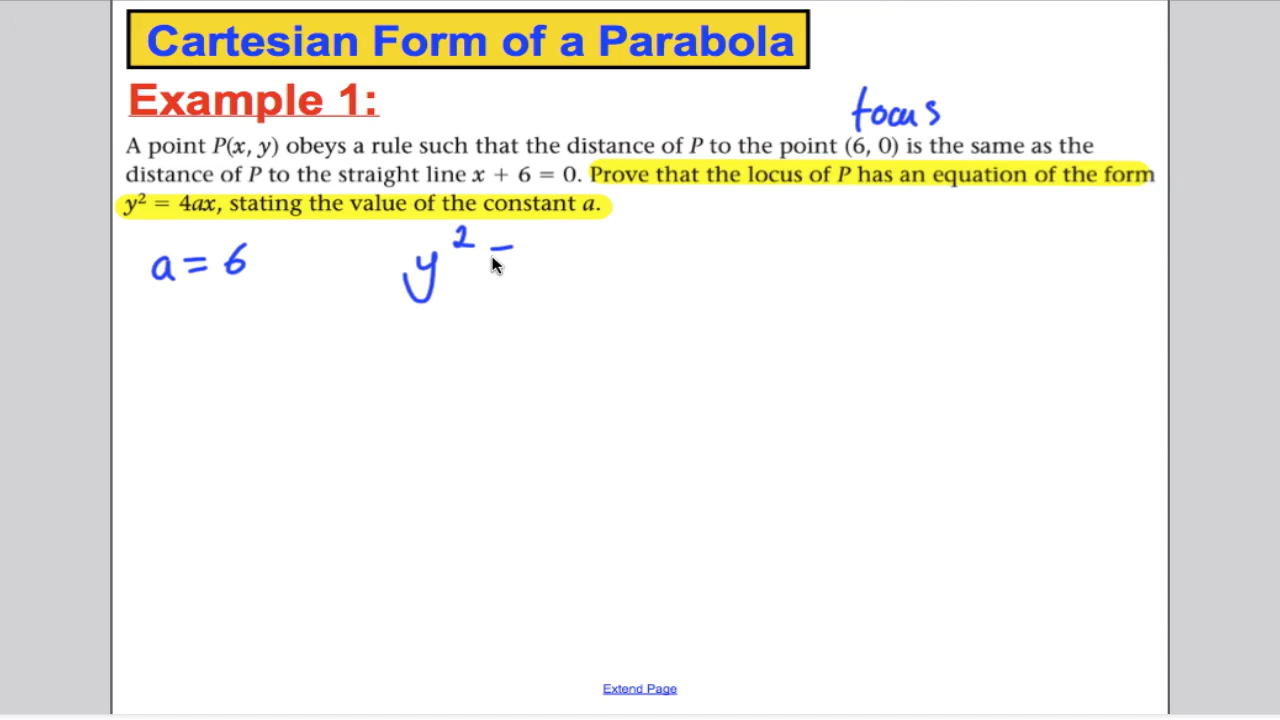 Cartesian Form of a Parabola
Example 1:
focus
A point P(x, y) obeys a rule such that the distance of P to the point (6, 0) is the same as the
distance of P to the straight line x + 6 = 0. Prove that the locus of P has an equation of the form
y² = 4ax, stating the value of the constant a.
a = 6 y² -
Extend Page